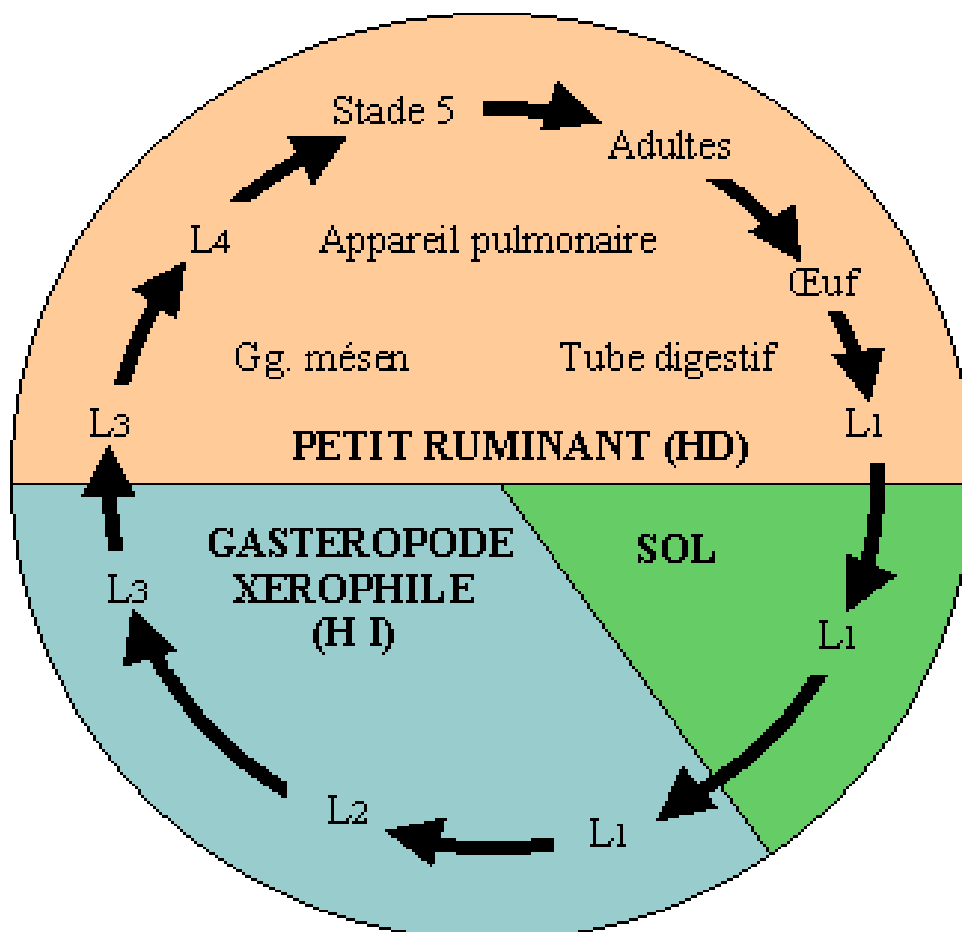 Stade 5
Adultes
L4
Appareil pulmonaire
Œuf
Gg. mésen
Tube digestif
L3
L1
PETIT RUMINANT (HD)
GASTEROPODE
XEROPHILE
(H I)
SOL
L3
L1
L2
L1